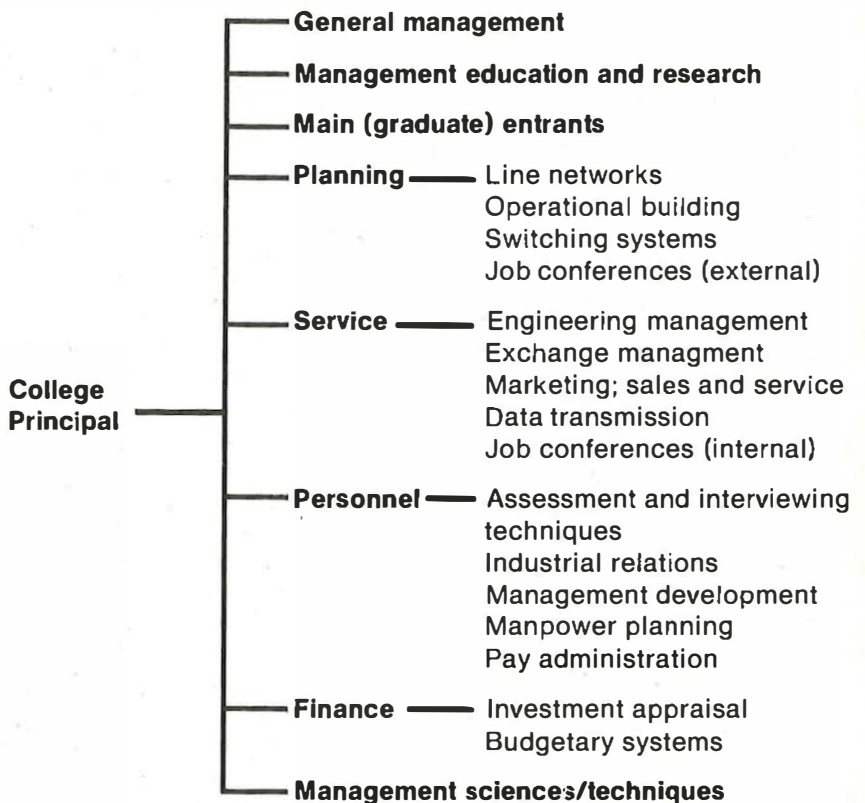 General management
Management education and research
Main (graduate) entrants
Planning
Line networks
Operational building
Switching systems
Job conferences (external)
Service
Engineering management
Exchange managment
Marketing; sales and service
Data transmission
Job conferences (internal)
College
Principal
Personnel
Assessment and interviewing
techniques
Industrial relations
Management development
Manpower planning
Pay administration
Finance
Investment appraisal
Budgetary systems
Management sciences/techniques